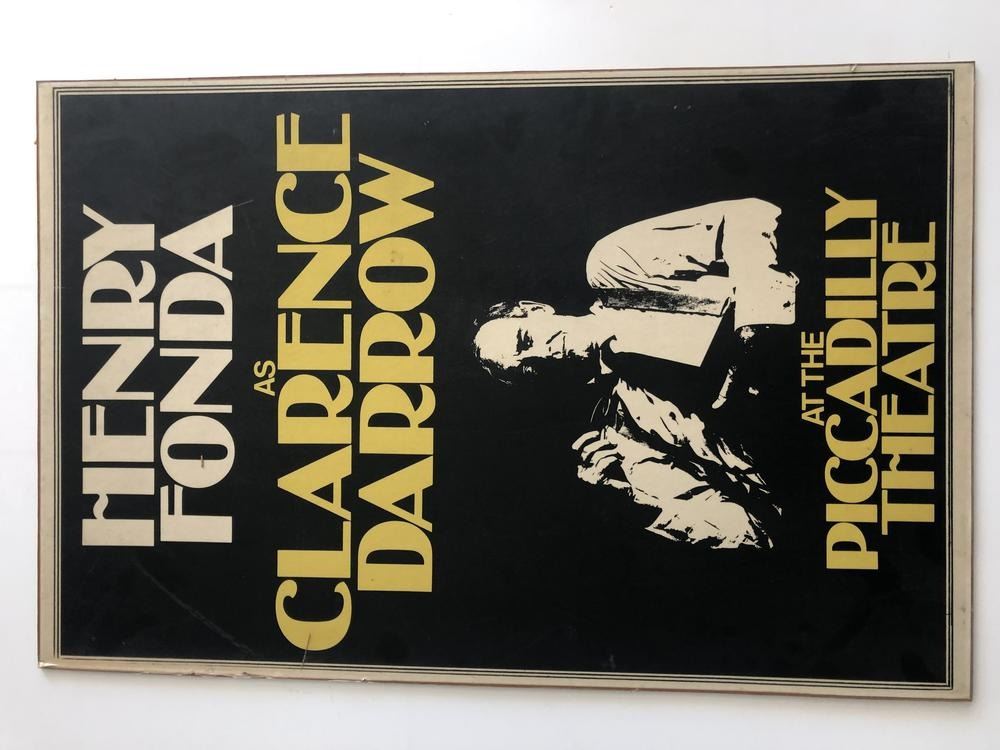 HENRY
FONDA
AS
CLARENCE
DARROW
AT THE
PICCADILLY
THEATRE